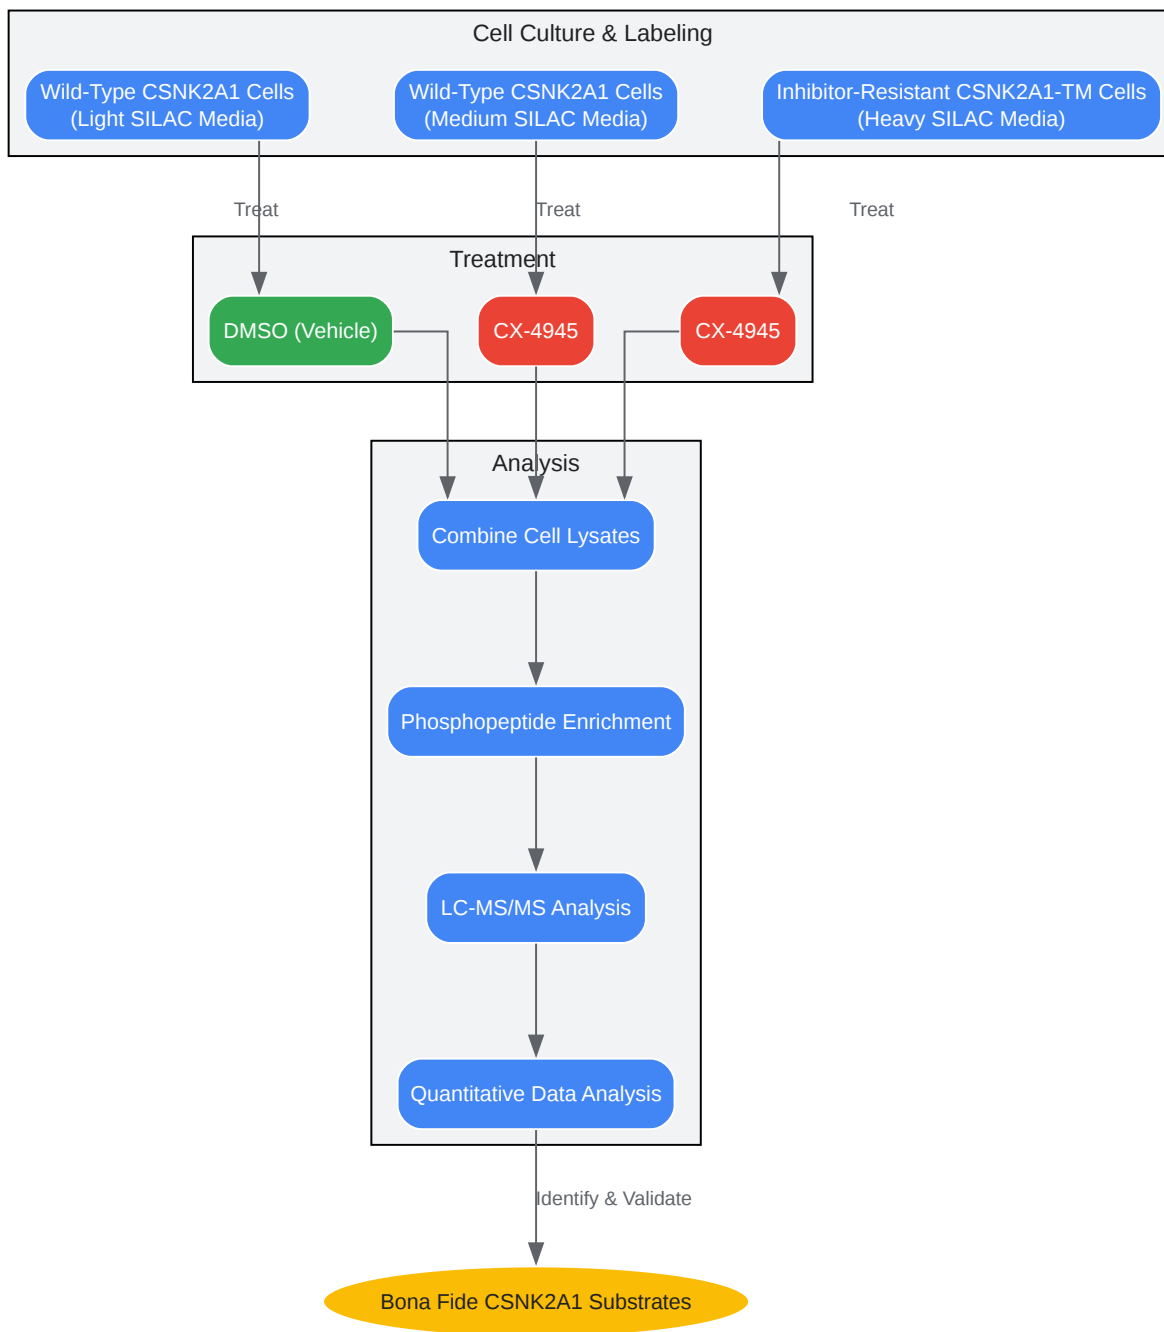 Cell Culture & Labeling
Wild-Type CSNK2A1 Cells
(Light SILAC Media)
Wild-Type CSNK2A1 Cells
(Medium SILAC Media)
Inhibitor-Resistant CSNK2A1-TM Cells
(Heavy SILAC Media)
Treat
Treat
Treat
Treatment
DMSO (Vehicle)
CX-4945
CX-4945
Analysis
Combine Cell Lysates
Phosphopeptide Enrichment
LC-MS/MS Analysis
Quantitative Data Analysis
Identify & Validate
Bona Fide CSNK2A1 Substrates